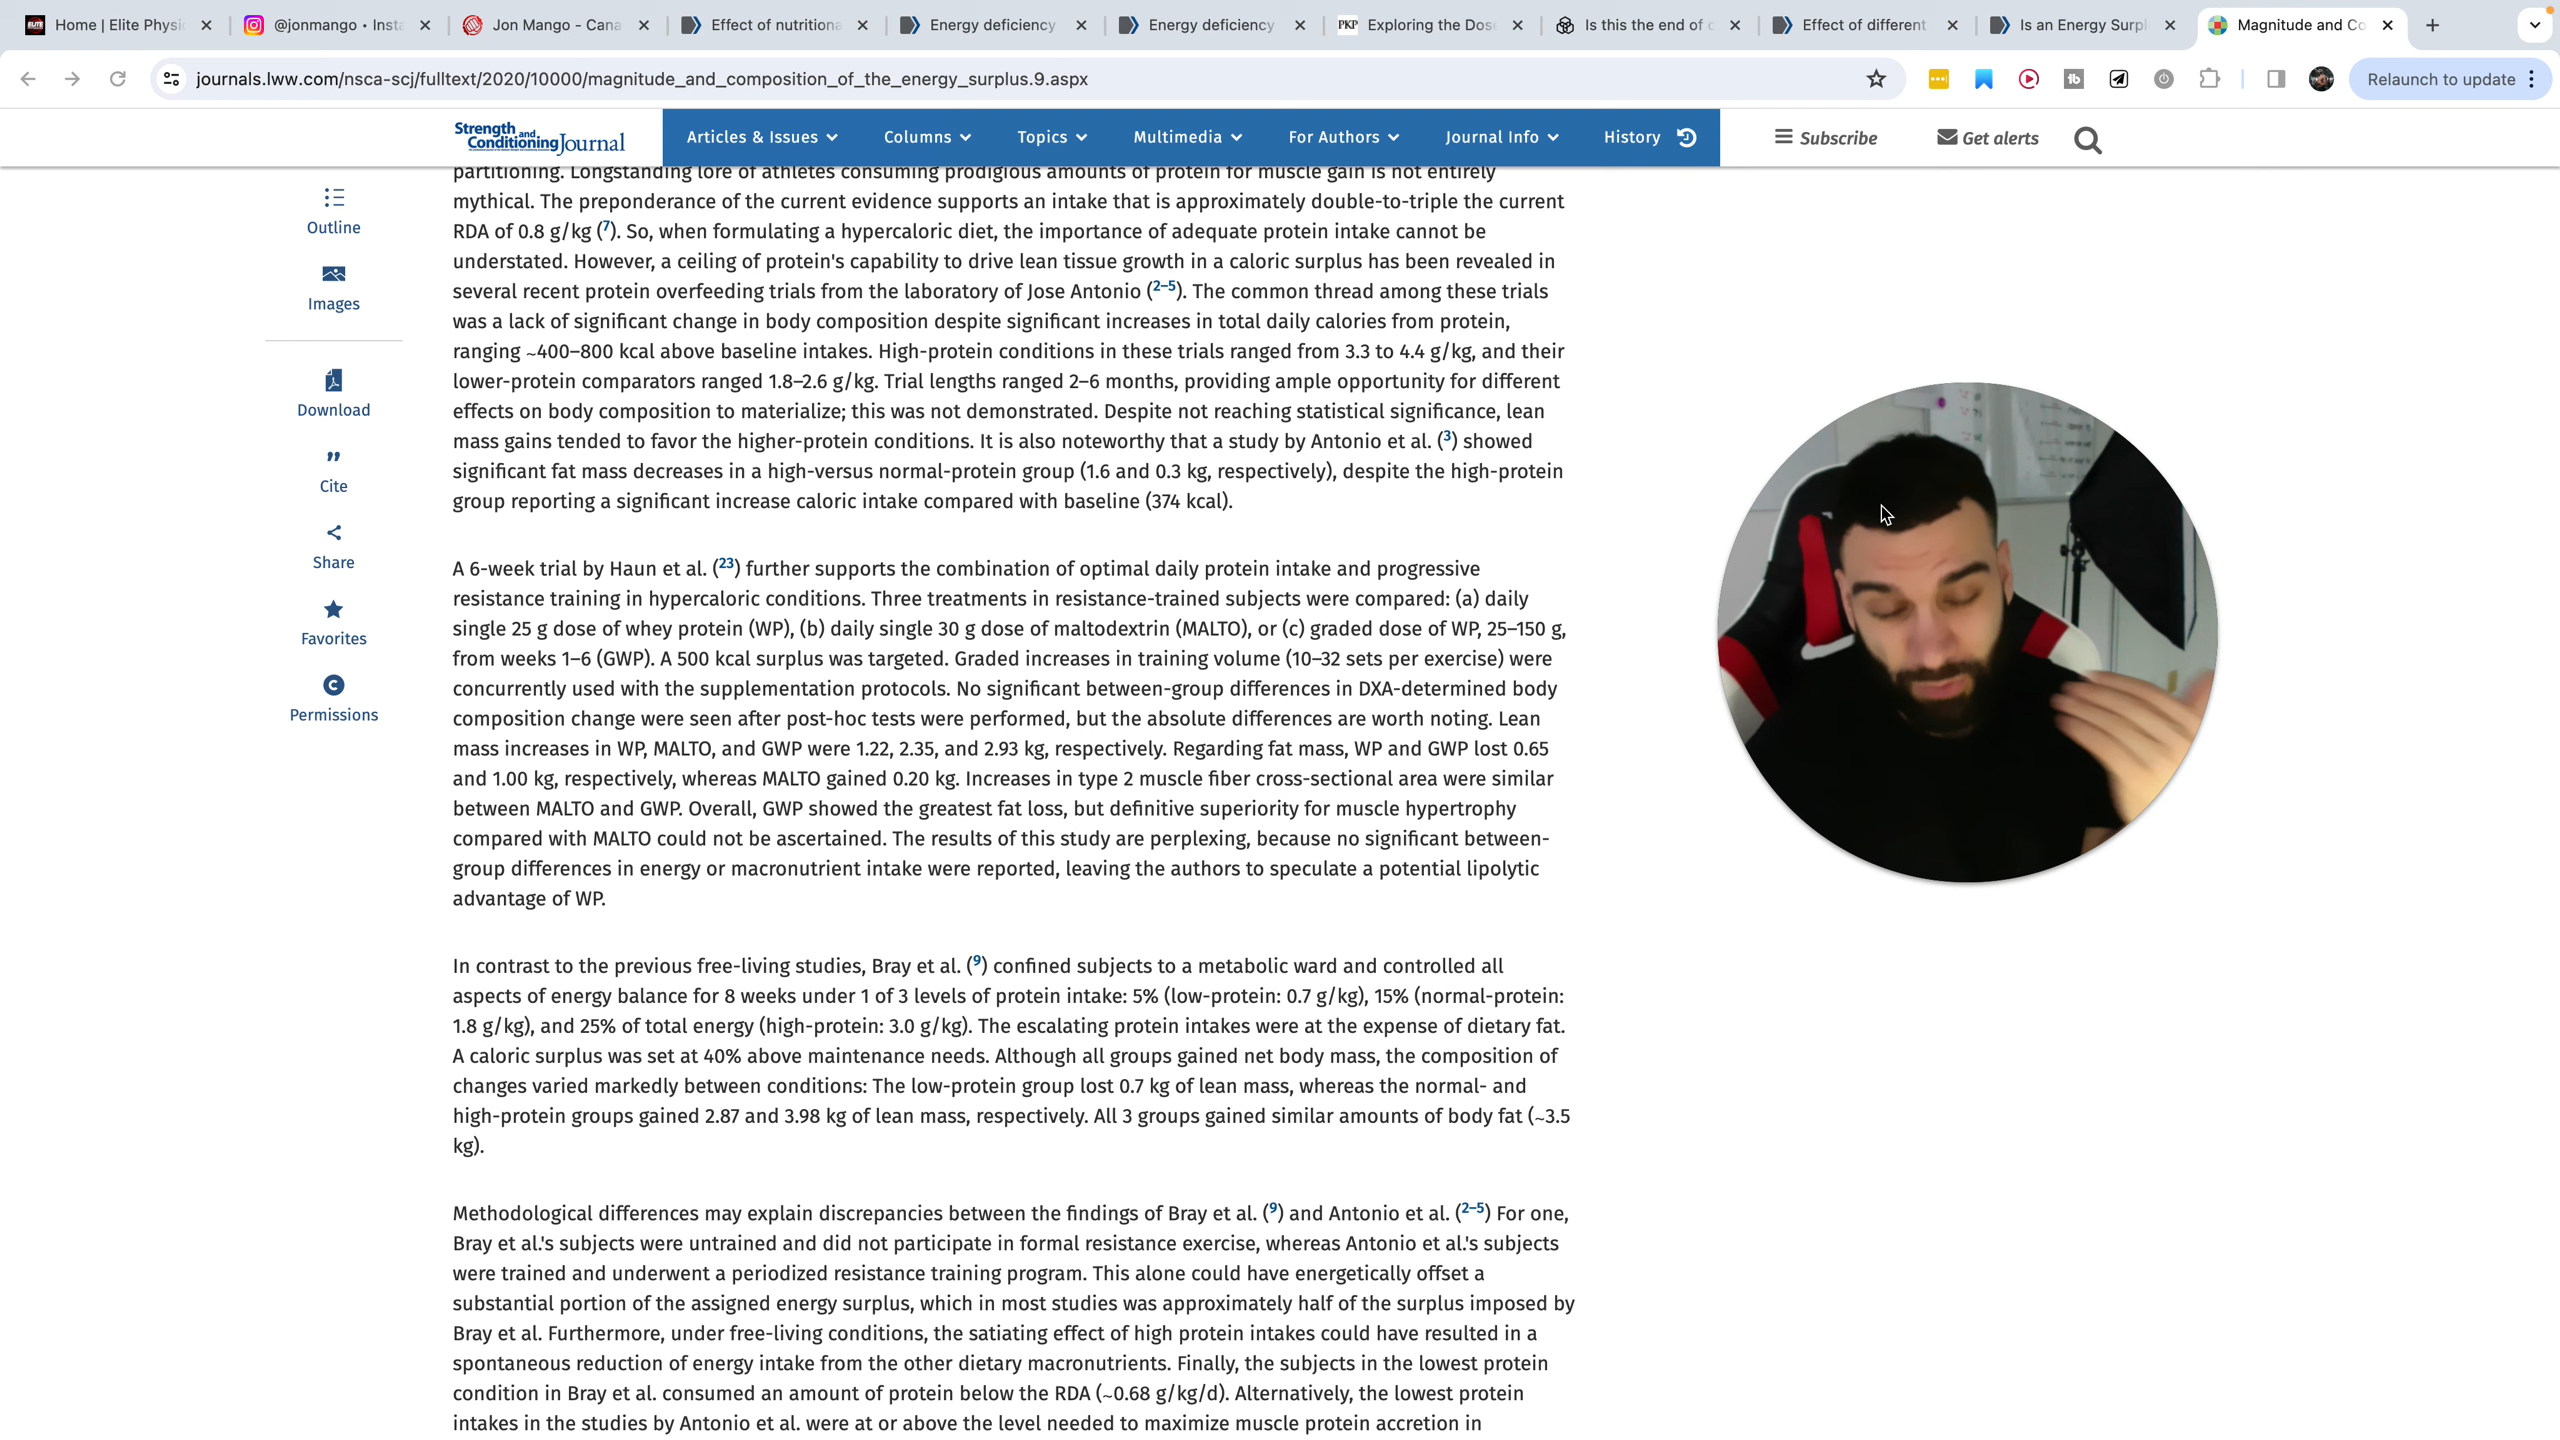 Home | Elite Physi
@jonmango • Insta
Jon Mango - Cana
Effect of nutritiona
Energy deficiency
Energy deficiency
PKP Exploring the Dose
Is this the end of c
Effect of different
Is an Energy Surpl
Magnitude and Co
journals.lww.com/nsca-scj/fulltext/2020/10000/magnitude_and_composition_of_the_energy_surplus.9.aspx
Relaunch to update
Strength and Conditioning Journal
Articles & Issues
Columns
Topics
Multimedia
For Authors
Journal Info
History
Subscribe
Get alerts
Outline
Images
Download
Cite
Share
Favorites
Permissions
partitioning. Longstanding lore of athletes consuming prodigious amounts of protein for muscle gain is not entirely
mythical. The preponderance of the current evidence supports an intake that is approximately double-to-triple the current
RDA of 0.8 g/kg (7). So, when formulating a hypercaloric diet, the importance of adequate protein intake cannot be
understated. However, a ceiling of protein's capability to drive lean tissue growth in a caloric surplus has been revealed in
several recent protein overfeeding trials from the laboratory of Jose Antonio (2–5). The common thread among these trials
was a lack of significant change in body composition despite significant increases in total daily calories from protein,
ranging ~400–800 kcal above baseline intakes. High-protein conditions in these trials ranged from 3.3 to 4.4 g/kg, and their
lower-protein comparators ranged 1.8–2.6 g/kg. Trial lengths ranged 2–6 months, providing ample opportunity for different
effects on body composition to materialize; this was not demonstrated. Despite not reaching statistical significance, lean
mass gains tended to favor the higher-protein conditions. It is also noteworthy that a study by Antonio et al. (3) showed
significant fat mass decreases in a high-versus normal-protein group (1.6 and 0.3 kg, respectively), despite the high-protein
group reporting a significant increase caloric intake compared with baseline (374 kcal).
A 6-week trial by Haun et al. (23) further supports the combination of optimal daily protein intake and progressive
resistance training in hypercaloric conditions. Three treatments in resistance-trained subjects were compared: (a) daily
single 25 g dose of whey protein (WP), (b) daily single 30 g dose of maltodextrin (MALTO), or (c) graded dose of WP, 25–150 g,
from weeks 1–6 (GWP). A 500 kcal surplus was targeted. Graded increases in training volume (10–32 sets per exercise) were
concurrently used with the supplementation protocols. No significant between-group differences in DXA-determined body
composition change were seen after post-hoc tests were performed, but the absolute differences are worth noting. Lean
mass increases in WP, MALTO, and GWP were 1.22, 2.35, and 2.93 kg, respectively. Regarding fat mass, WP and GWP lost 0.65
and 1.00 kg, respectively, whereas MALTO gained 0.20 kg. Increases in type 2 muscle fiber cross-sectional area were similar
between MALTO and GWP. Overall, GWP showed the greatest fat loss, but definitive superiority for muscle hypertrophy
compared with MALTO could not be ascertained. The results of this study are perplexing, because no significant between-
group differences in energy or macronutrient intake were reported, leaving the authors to speculate a potential lipolytic
advantage of WP.
In contrast to the previous free-living studies, Bray et al. (9) confined subjects to a metabolic ward and controlled all
aspects of energy balance for 8 weeks under 1 of 3 levels of protein intake: 5% (low-protein: 0.7 g/kg), 15% (normal-protein:
1.8 g/kg), and 25% of total energy (high-protein: 3.0 g/kg). The escalating protein intakes were at the expense of dietary fat.
A caloric surplus was set at 40% above maintenance needs. Although all groups gained net body mass, the composition of
changes varied markedly between conditions: The low-protein group lost 0.7 kg of lean mass, whereas the normal- and
high-protein groups gained 2.87 and 3.98 kg of lean mass, respectively. All 3 groups gained similar amounts of body fat (~3.5
kg).
Methodological differences may explain discrepancies between the findings of Bray et al. (9) and Antonio et al. (2–5) For one,
Bray et al.'s subjects were untrained and did not participate in formal resistance exercise, whereas Antonio et al.'s subjects
were trained and underwent a periodized resistance training program. This alone could have energetically offset a
substantial portion of the assigned energy surplus, which in most studies was approximately half of the surplus imposed by
Bray et al. Furthermore, under free-living conditions, the satiating effect of high protein intakes could have resulted in a
spontaneous reduction of energy intake from the other dietary macronutrients. Finally, the subjects in the lowest protein
condition in Bray et al. consumed an amount of protein below the RDA (~0.68 g/kg/d). Alternatively, the lowest protein
intakes in the studies by Antonio et al. were at or above the level needed to maximize muscle protein accretion in